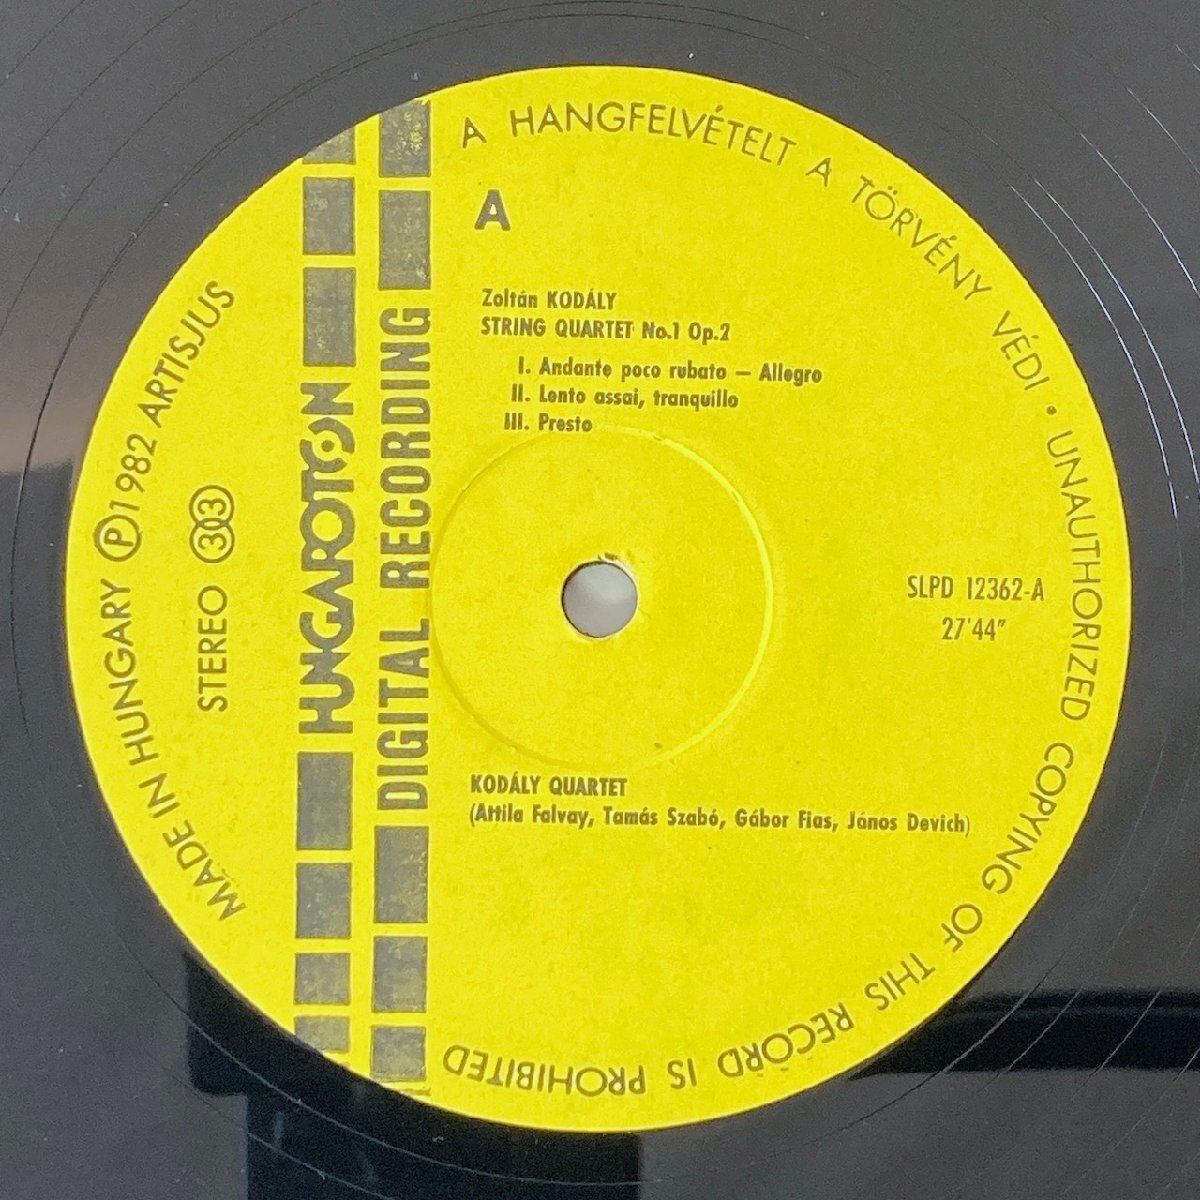 A HANGFELVÉTELT A TÖRVÉNY VÉDI • UNAUTHORIZED COPYING OF THIS RECORD IS PROHIBITED
MADE IN HUNGARY Ⓟ 1982 ARTISJUS
STEREO 33
HUNGAROTON
DIGITAL RECORDING
A
Zoltán KODÁLY
STRING QUARTET No.1 Op.2
I. Andante poco rubato – Allegro
II. Lento assai, tranquillo
III. Presto
SLPD 12362-A
27'44"
KODÁLY QUARTET
(Attila Falvay, Tamás Szabó, Gábor Fias, János Devich)